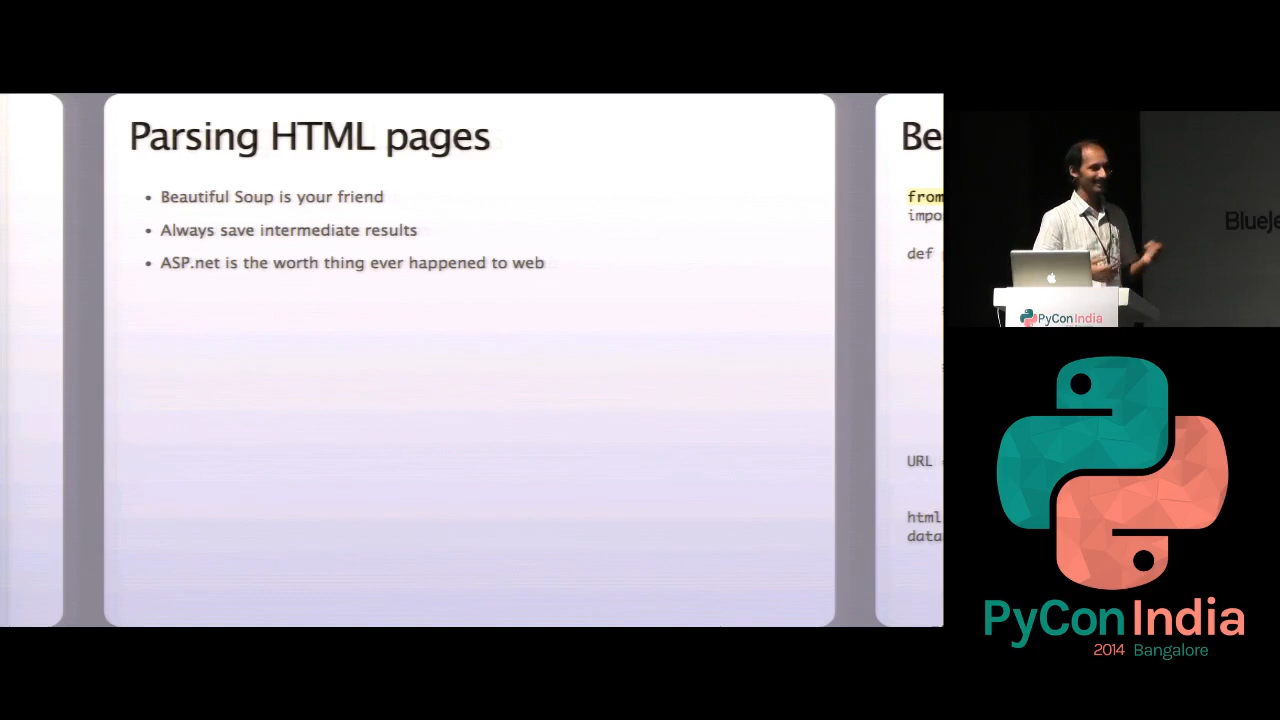 Parsing HTML pages
• Beautiful Soup is your friend
• Always save intermediate results
• ASP.net is the worth thing ever happened to web
Be
from
impo
def
URL
html
data
BlueJe
PyCon India
PyCon India
2014 Bangalore